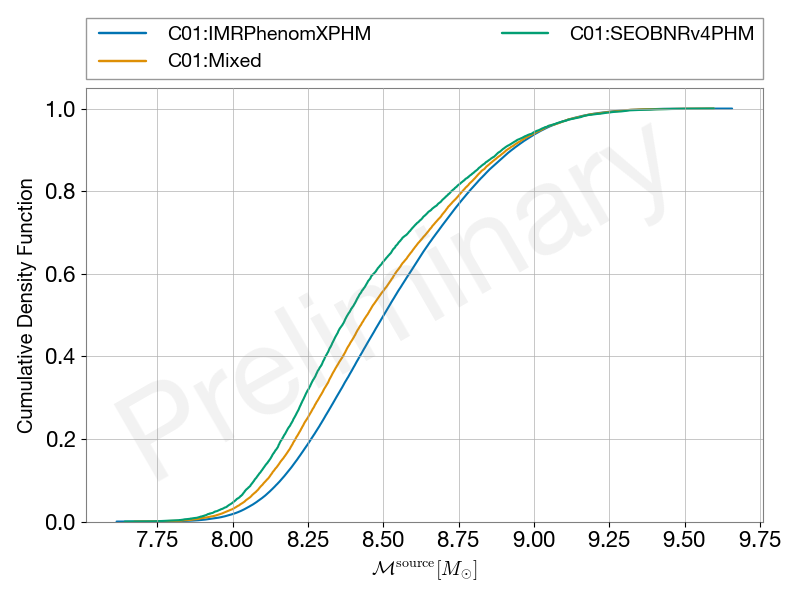 C01:IMRPhenomXPHM
C01:Mixed
C01:SEOBNRv4PHM
1.0
0.8
0.6
0.4
0.2
0.0
Cumulative Density Function
Preliminary
7.75 8.00 8.25 8.50 8.75 9.00 9.25 9.50 9.75
ℳ^source [M_⊙]